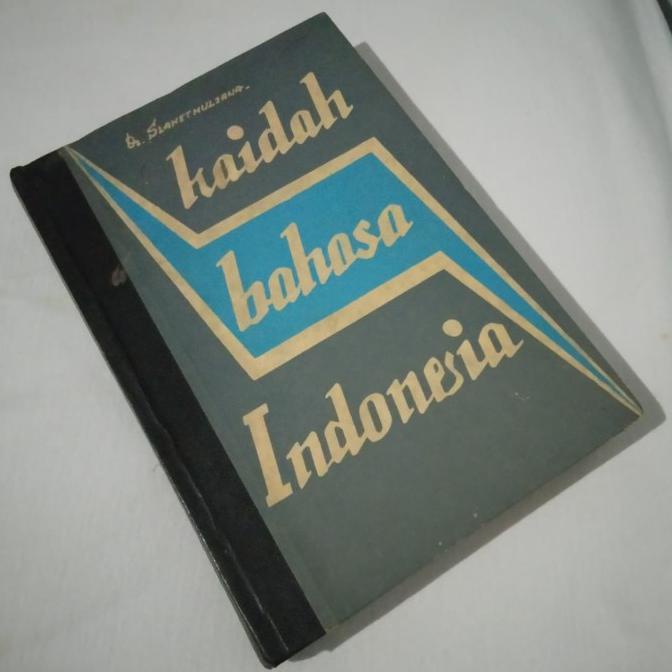 Dr. SLAMETMULJANA.
kaidah
bahasa
Indonesia